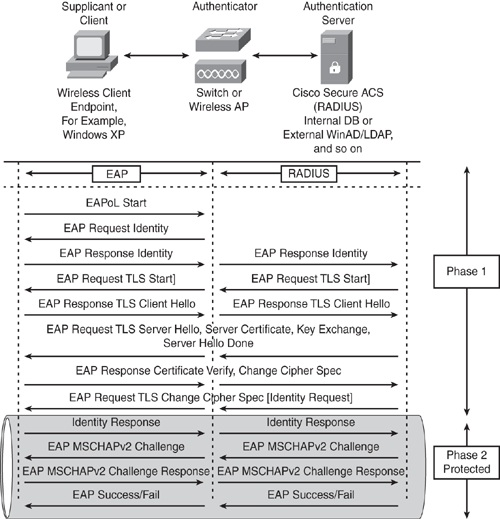 Supplicant or
Client
Authenticator
Authentication
Server
Wireless Client
Endpoint,
For Example,
Windows XP
Switch or
Wireless AP
Cisco Secure ACS
(RADIUS)
Internal DB or
External WinAD/LDAP,
and so on
EAP
RADIUS
EAPoL Start
EAP Request Identity
EAP Response Identity
EAP Response Identity
EAP Request TLS Start]
EAP Request TLS Start]
EAP Response TLS Client Hello
EAP Response TLS Client Hello
EAP Request TLS Server Hello, Server Certificate, Key Exchange,
Server Hello Done
EAP Response Certificate Verify, Change Cipher Spec
EAP Request TLS Change Cipher Spec [Identity Request]
Phase 1
Identity Response
Identity Response
EAP MSCHAPv2 Challenge
EAP MSCHAPv2 Challenge
EAP MSCHAPv2 Challenge Response
EAP MSCHAPv2 Challenge Response
EAP Success/Fail
EAP Success/Fail
Phase 2
Protected